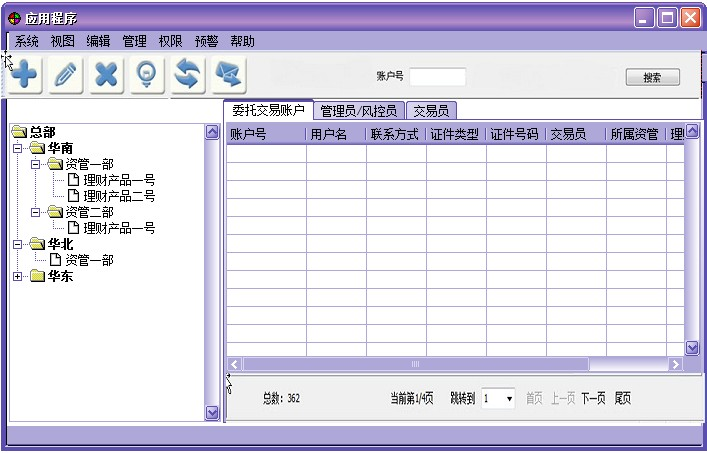 应用程序
系统 视图 编辑 管理 权限 预警 帮助
账户号 搜索
总部
华南
资管一部
理财产品一号
理财产品二号
资管二部
理财产品一号
华北
资管一部
华东
委托交易账户 管理员/风控员 交易员
账户号 用户名 联系方式 证件类型 证件号码 交易员 所属资管
总数: 362 当前第1/4页 跳转到 1 首页 上一页 下一页 尾页